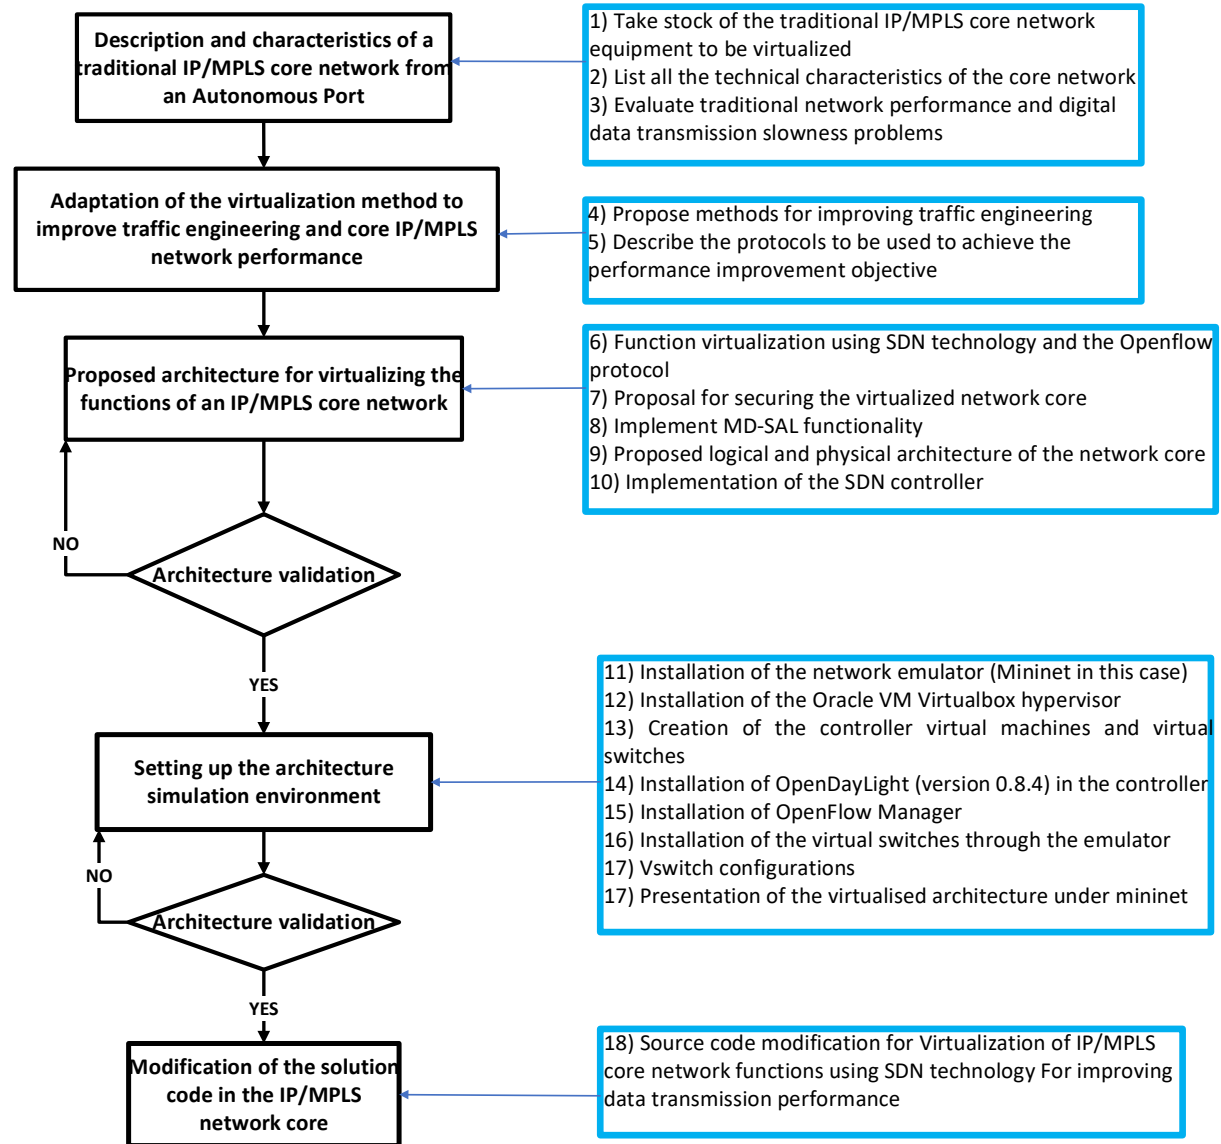 Description and characteristics of a
traditional IP/MPLS core network from
an Autonomous Port
1) Take stock of the traditional IP/MPLS core network
equipment to be virtualized
2) List all the technical characteristics of the core network
3) Evaluate traditional network performance and digital
data transmission slowness problems
Adaptation of the virtualization method to
improve traffic engineering and core IP/MPLS
network performance
4) Propose methods for improving traffic engineering
5) Describe the protocols to be used to achieve the
performance improvement objective
Proposed architecture for virtualizing the
functions of an IP/MPLS core network
6) Function virtualization using SDN technology and the Openflow
protocol
7) Proposal for securing the virtualized network core
8) Implement MD-SAL functionality
9) Proposed logical and physical architecture of the network core
10) Implementation of the SDN controller
NO
Architecture validation
YES
Setting up the architecture
simulation environment
11) Installation of the network emulator (Mininet in this case)
12) Installation of the Oracle VM Virtualbox hypervisor
13) Creation of the controller virtual machines and virtual
switches
14) Installation of OpenDayLight (version 0.8.4) in the controller
15) Installation of OpenFlow Manager
16) Installation of the virtual switches through the emulator
17) Vswitch configurations
17) Presentation of the virtualised architecture under mininet
NO
Architecture validation
YES
Modification of the solution
code in the IP/MPLS
network core
18) Source code modification for Virtualization of IP/MPLS
core network functions using SDN technology For improving
data transmission performance